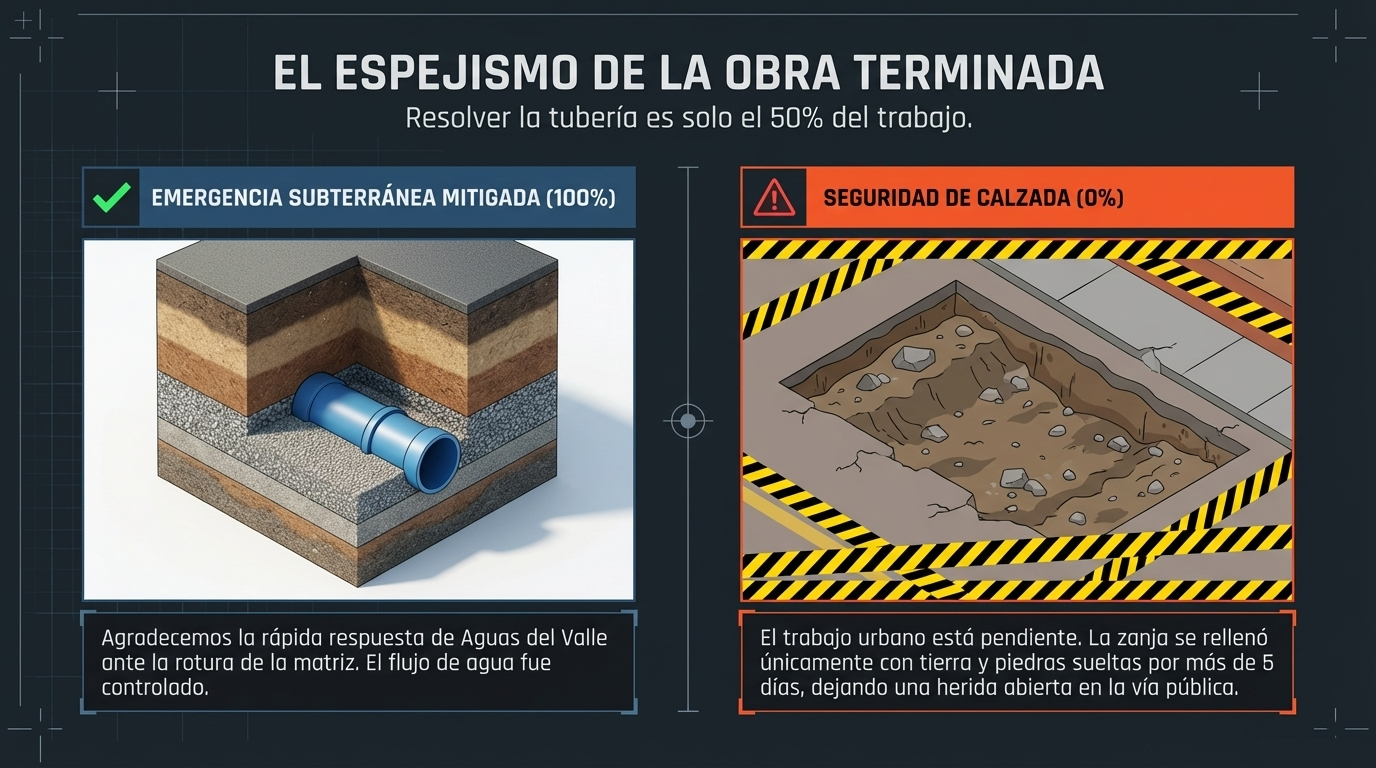 EL ESPEJISMO DE LA OBRA TERMINADA
Resolver la tubería es solo el 50% del trabajo.
EMERGENCIA SUBTERRÁNEA MITIGADA (100%)
Agradecemos la rápida respuesta de Aguas del Valle
ante la rotura de la matriz. El flujo de agua fue
controlado.
SEGURIDAD DE CALZADA (0%)
El trabajo urbano está pendiente. La zanja se rellenó
únicamente con tierra y piedras sueltas por más de 5
días, dejando una herida abierta en la vía pública.